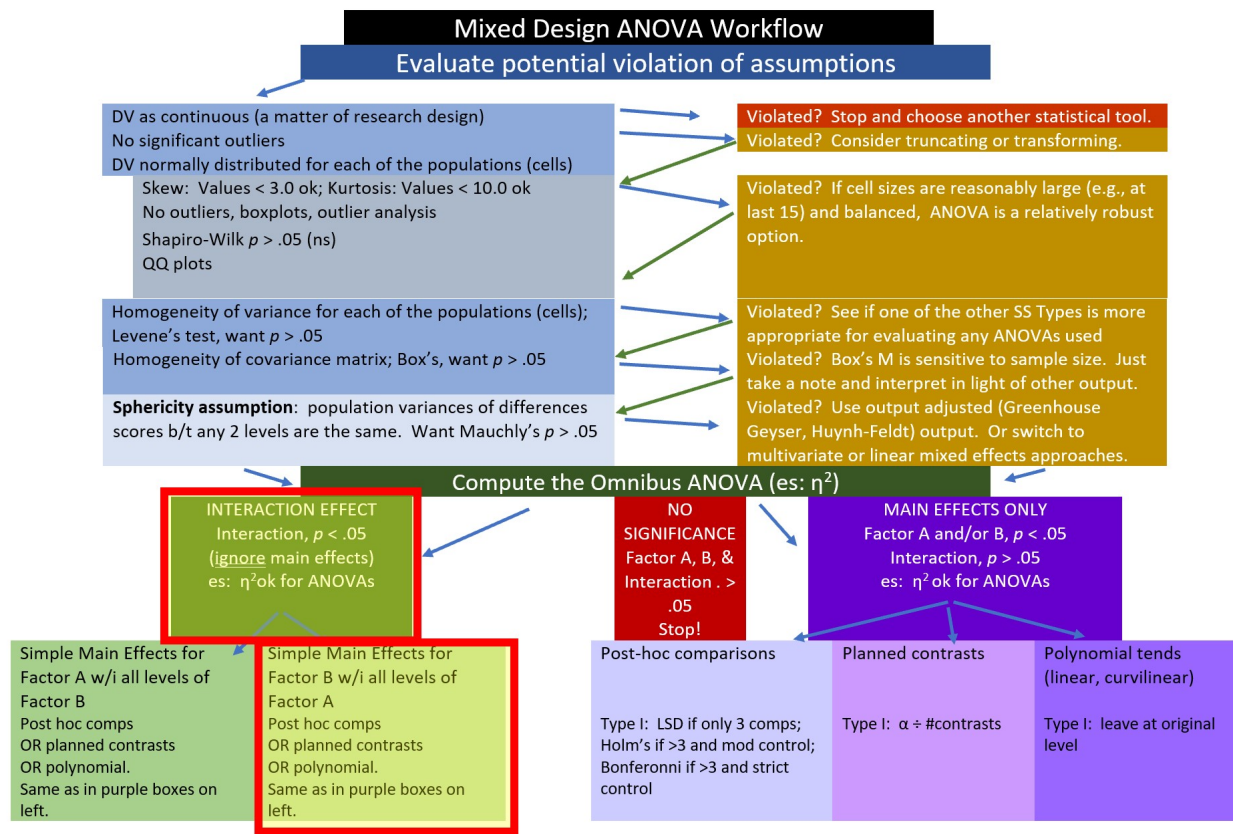 Mixed Design ANOVA Workflow
Evaluate potential violation of assumptions
DV as continuous (a matter of research design)
No significant outliers
DV normally distributed for each of the populations (cells)
Violated?  Stop and choose another statistical tool.
Violated?  Consider truncating or transforming.
Skew:  Values < 3.0 ok; Kurtosis: Values < 10.0 ok
No outliers, boxplots, outlier analysis
Shapiro-Wilk p > .05 (ns)
QQ plots
Violated?  If cell sizes are reasonably large (e.g., at
last 15) and balanced,  ANOVA is a relatively robust
option.
Homogeneity of variance for each of the populations (cells);
Levene's test, want p > .05
Homogeneity of covariance matrix; Box's, want p > .05
Violated?  See if one of the other SS Types is more
appropriate for evaluating any ANOVAs used
Violated?  Box's M is sensitive to sample size.  Just
take a note and interpret in light of other output.
Sphericity assumption:  population variances of differences
scores b/t any 2 levels are the same.  Want Mauchly's p > .05
Violated?  Use output adjusted (Greenhouse
Geyser, Huynh-Feldt) output.  Or switch to
multivariate or linear mixed effects approaches.
Compute the Omnibus ANOVA (es: η²)
INTERACTION EFFECT
Interaction, p < .05
(ignore main effects)
es:  η² ok for ANOVAs
NO
SIGNIFICANCE
Factor A, B, &
Interaction . >
.05
Stop!
MAIN EFFECTS ONLY
Factor A and/or B, p < .05
Interaction, p > .05
es:  η² ok for ANOVAs
Simple Main Effects for
Factor A w/i all levels of
Factor B
Post hoc comps
OR planned contrasts
OR polynomial.
Same as in purple boxes on
left.
Simple Main Effects for
Factor B w/i all levels of
Factor A
Post hoc comps
OR planned contrasts
OR polynomial.
Same as in purple boxes on
left.
Post-hoc comparisons
Type I:  LSD if only 3 comps;
Holm's if >3 and mod control;
Bonferonni if >3 and strict
control
Planned contrasts
Type I:  α ÷ #contrasts
Polynomial tends
(linear, curvilinear)
Type I:  leave at original
level